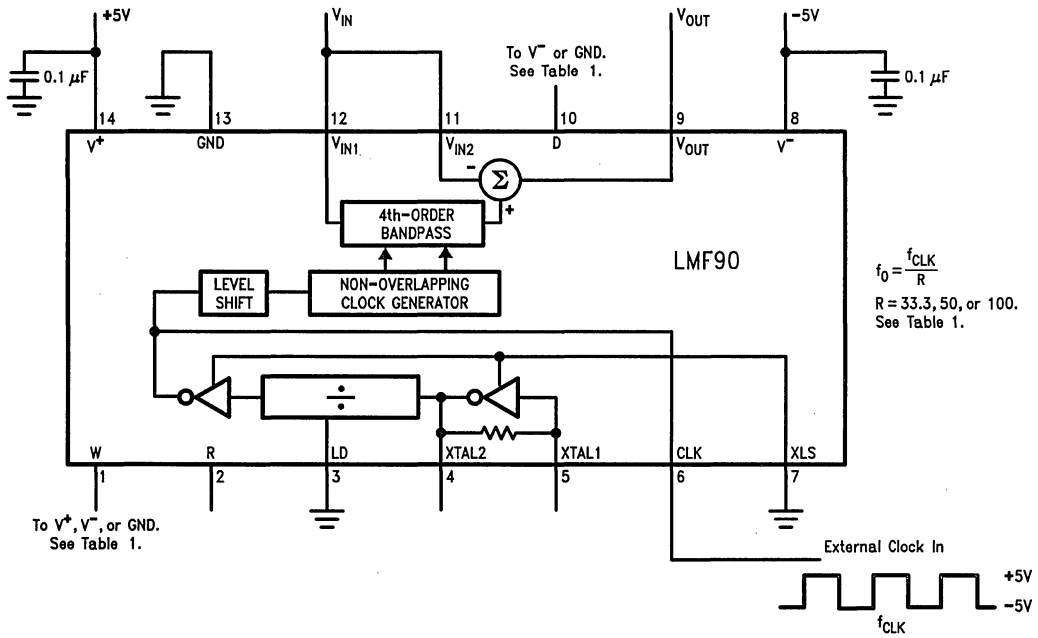 +5V
V_IN
V_OUT
-5V
To V⁻ or GND.
See Table 1.
0.1 μF
0.1 μF
14
13
12
11
10
9
8
V⁺
GND
V_IN1
V_IN2
D
V_OUT
V⁻
-
Σ
+
4th-ORDER
BANDPASS
LMF90
LEVEL
SHIFT
NON-OVERLAPPING
CLOCK GENERATOR
f₀ = f_CLK / R
R = 33.3, 50, or 100.
See Table 1.
÷
W
R
LD
XTAL2
XTAL1
CLK
XLS
1
2
3
4
5
6
7
To V⁺, V⁻, or GND.
See Table 1.
External Clock In
+5V
-5V
f_CLK